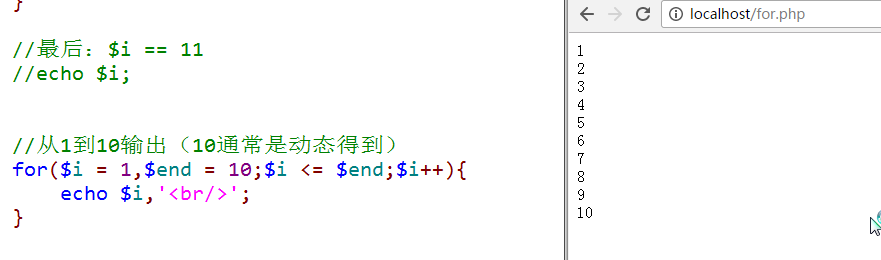 }
//最后：$i == 11
//echo $i;
//从1到10输出（10通常是动态得到）
for($i = 1,$end = 10;$i <= $end;$i++){
    echo $i,'<br/>';
}
localhost/for.php
1
2
3
4
5
6
7
8
9
10